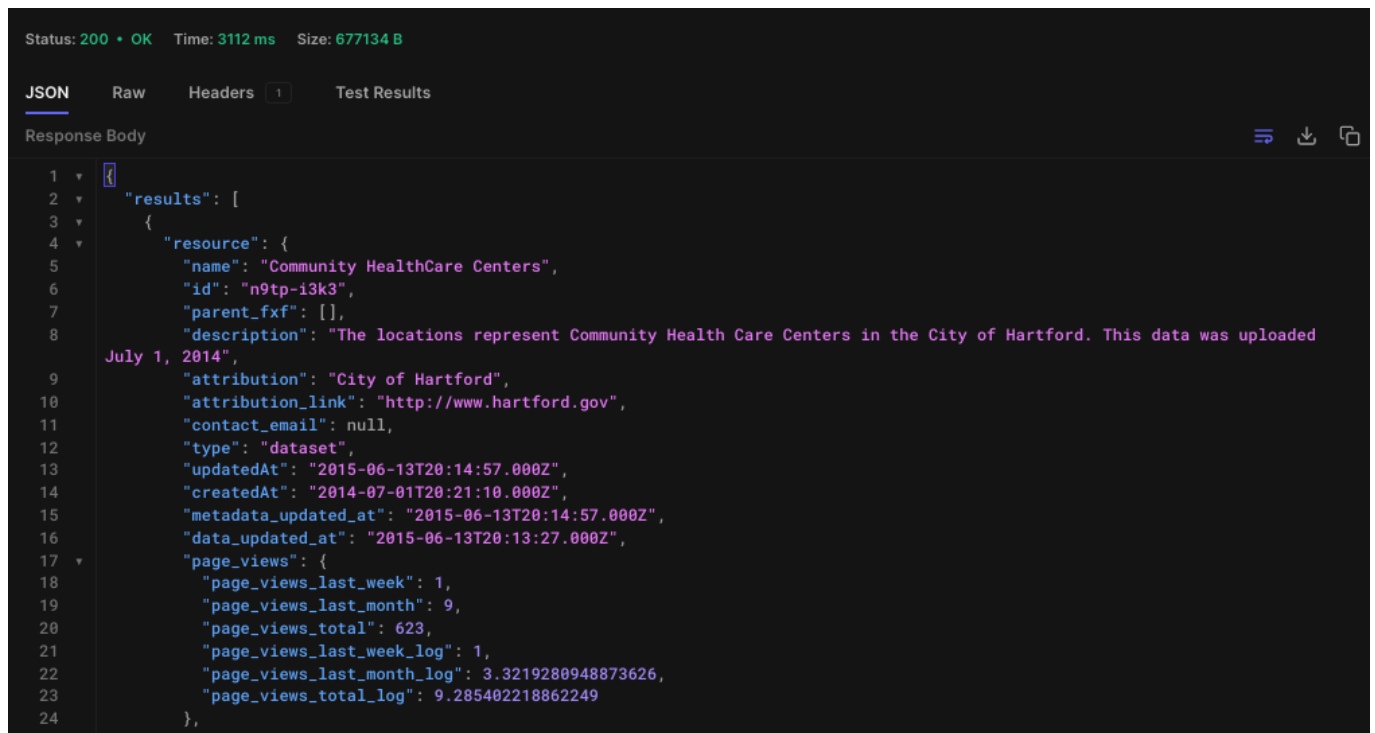 Status: 200 • OK Time: 3112 ms Size: 677134 B
JSON Raw Headers 1 Test Results
Response Body
1 {
2 "results": [
3 {
4 "resource": {
5 "name": "Community HealthCare Centers",
6 "id": "n9tp-i3k3",
7 "parent_fxf": [],
8 "description": "The locations represent Community Health Care Centers in the City of Hartford. This data was uploaded
July 1, 2014",
9 "attribution": "City of Hartford",
10 "attribution_link": "http://www.hartford.gov",
11 "contact_email": null,
12 "type": "dataset",
13 "updatedAt": "2015-06-13T20:14:57.000Z",
14 "createdAt": "2014-07-01T20:21:10.000Z",
15 "metadata_updated_at": "2015-06-13T20:14:57.000Z",
16 "data_updated_at": "2015-06-13T20:13:27.000Z",
17 "page_views": {
18 "page_views_last_week": 1,
19 "page_views_last_month": 9,
20 "page_views_total": 623,
21 "page_views_last_week_log": 1,
22 "page_views_last_month_log": 3.3219280948873626,
23 "page_views_total_log": 9.285402218862249
24 },